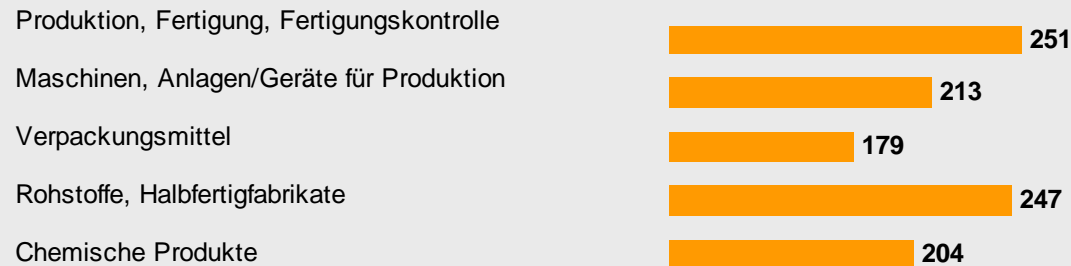 Produktion, Fertigung, Fertigungskontrolle 251
Maschinen, Anlagen/Geräte für Produktion 213
Verpackungsmittel 179
Rohstoffe, Halbfertigfabrikate 247
Chemische Produkte 204